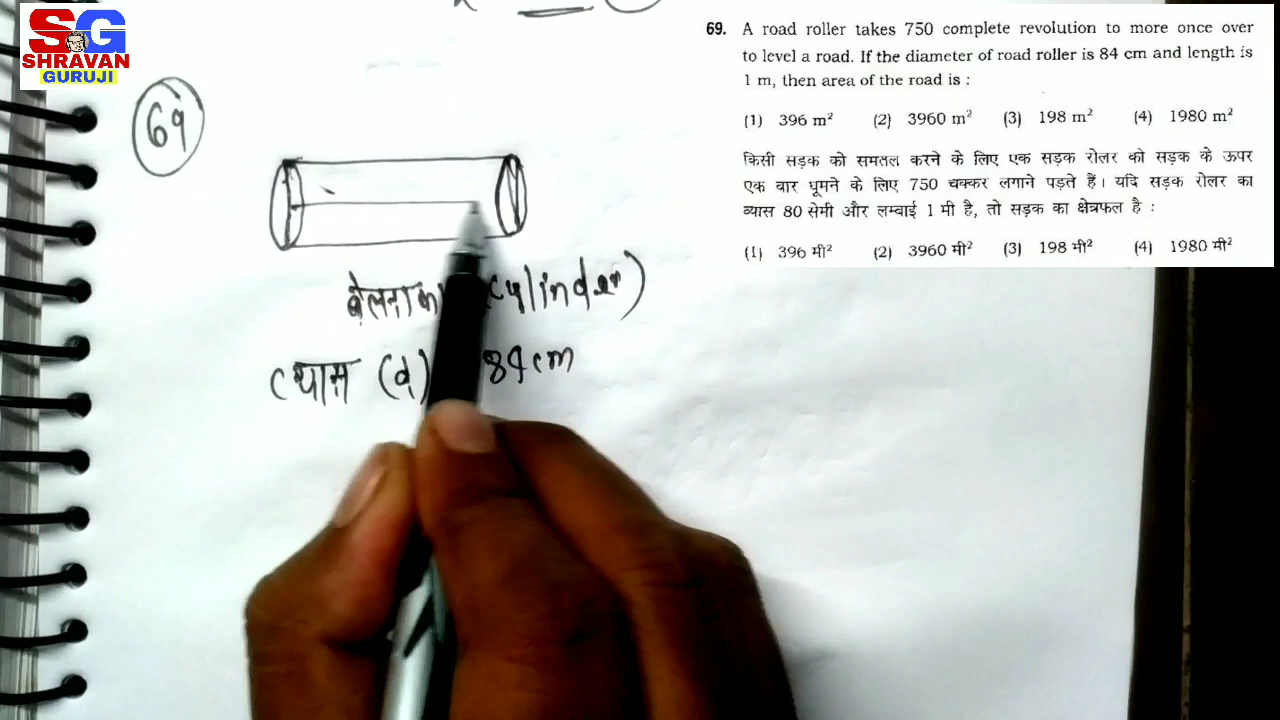 SG
SHRAVAN
GURUJI
69
69. A road roller takes 750 complete revolution to more once over
to level a road. If the diameter of road roller is 84 cm and length is
1 m, then area of the road is :
(1) 396 m² (2) 3960 m² (3) 198 m² (4) 1980 m²
किसी सड़क को समतल करने के लिए एक सड़क रोलर को सड़क के ऊपर
एक बार घूमने के लिए 750 चक्कर लगाने पड़ते हैं। यदि सड़क रोलर का
व्यास 80 सेमी और लम्बाई 1 मी है, तो सड़क का क्षेत्रफल है :
(1) 396 मी² (2) 3960 मी² (3) 198 मी² (4) 1980 मी²
cylinder)
व्यास (d) 84cm